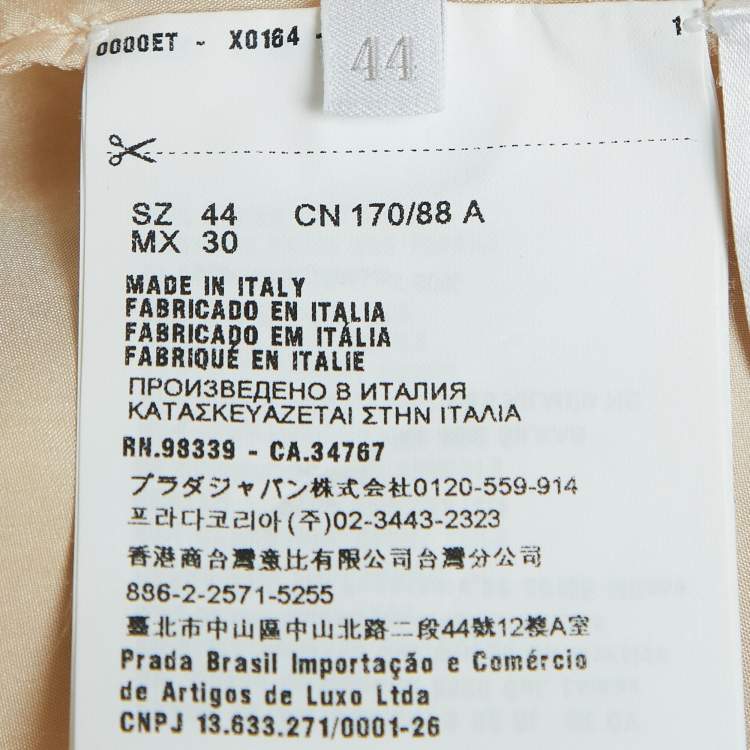 0000ET - X0164 - 1
44
SZ 44 CN 170/88 A
MX 30
MADE IN ITALY
FABRICADO EN ITALIA
FABRICADO EM ITÁLIA
FABRIQUÉ EN ITALIE
ПРОИЗВЕДЕНО В ИТАЛИЯ
ΚΑΤΑΣΚΕΥΑΖΕΤΑΙ ΣΤΗΝ ΙΤΑΛΙΑ
RN.98339 - CA.34767
プラダジャパン株式会社0120-559-914
프라다코리아(주)02-3443-2323
香港商台灣意比有限公司台灣分公司
886-2-2571-5255
臺北市中山區中山北路二段44號12樓A室
Prada Brasil Importação e Comércio
de Artigos de Luxo Ltda
CNPJ 13.633.271/0001-26